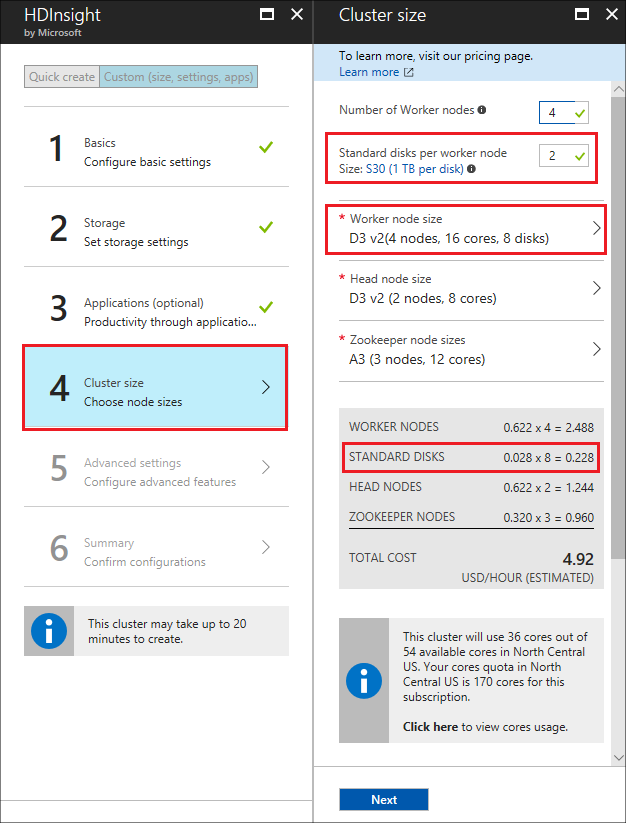 HDInsight
by Microsoft
Quick create
Custom (size, settings, apps)
1
Basics
Configure basic settings
2
Storage
Set storage settings
3
Applications (optional)
Productivity through applicatio...
4
Cluster size
Choose node sizes
5
Advanced settings
Configure advanced features
6
Summary
Confirm configurations
This cluster may take up to 20
minutes to create.
Cluster size
To learn more, visit our pricing page.
Learn more
Number of Worker nodes
4
Standard disks per worker node
Size: S30 (1 TB per disk)
2
* Worker node size
D3 v2(4 nodes, 16 cores, 8 disks)
* Head node size
D3 v2 (2 nodes, 8 cores)
* Zookeeper node sizes
A3 (3 nodes, 12 cores)
WORKER NODES 0.622 x 4 = 2.488
STANDARD DISKS 0.028 x 8 = 0.228
HEAD NODES 0.622 x 2 = 1.244
ZOOKEEPER NODES 0.320 x 3 = 0.960
TOTAL COST 4.92
USD/HOUR (ESTIMATED)
This cluster will use 36 cores out of
54 available cores in North Central
US. Your cores quota in North
Central US is 170 cores for this
subscription.
Click here to view cores usage.
Next